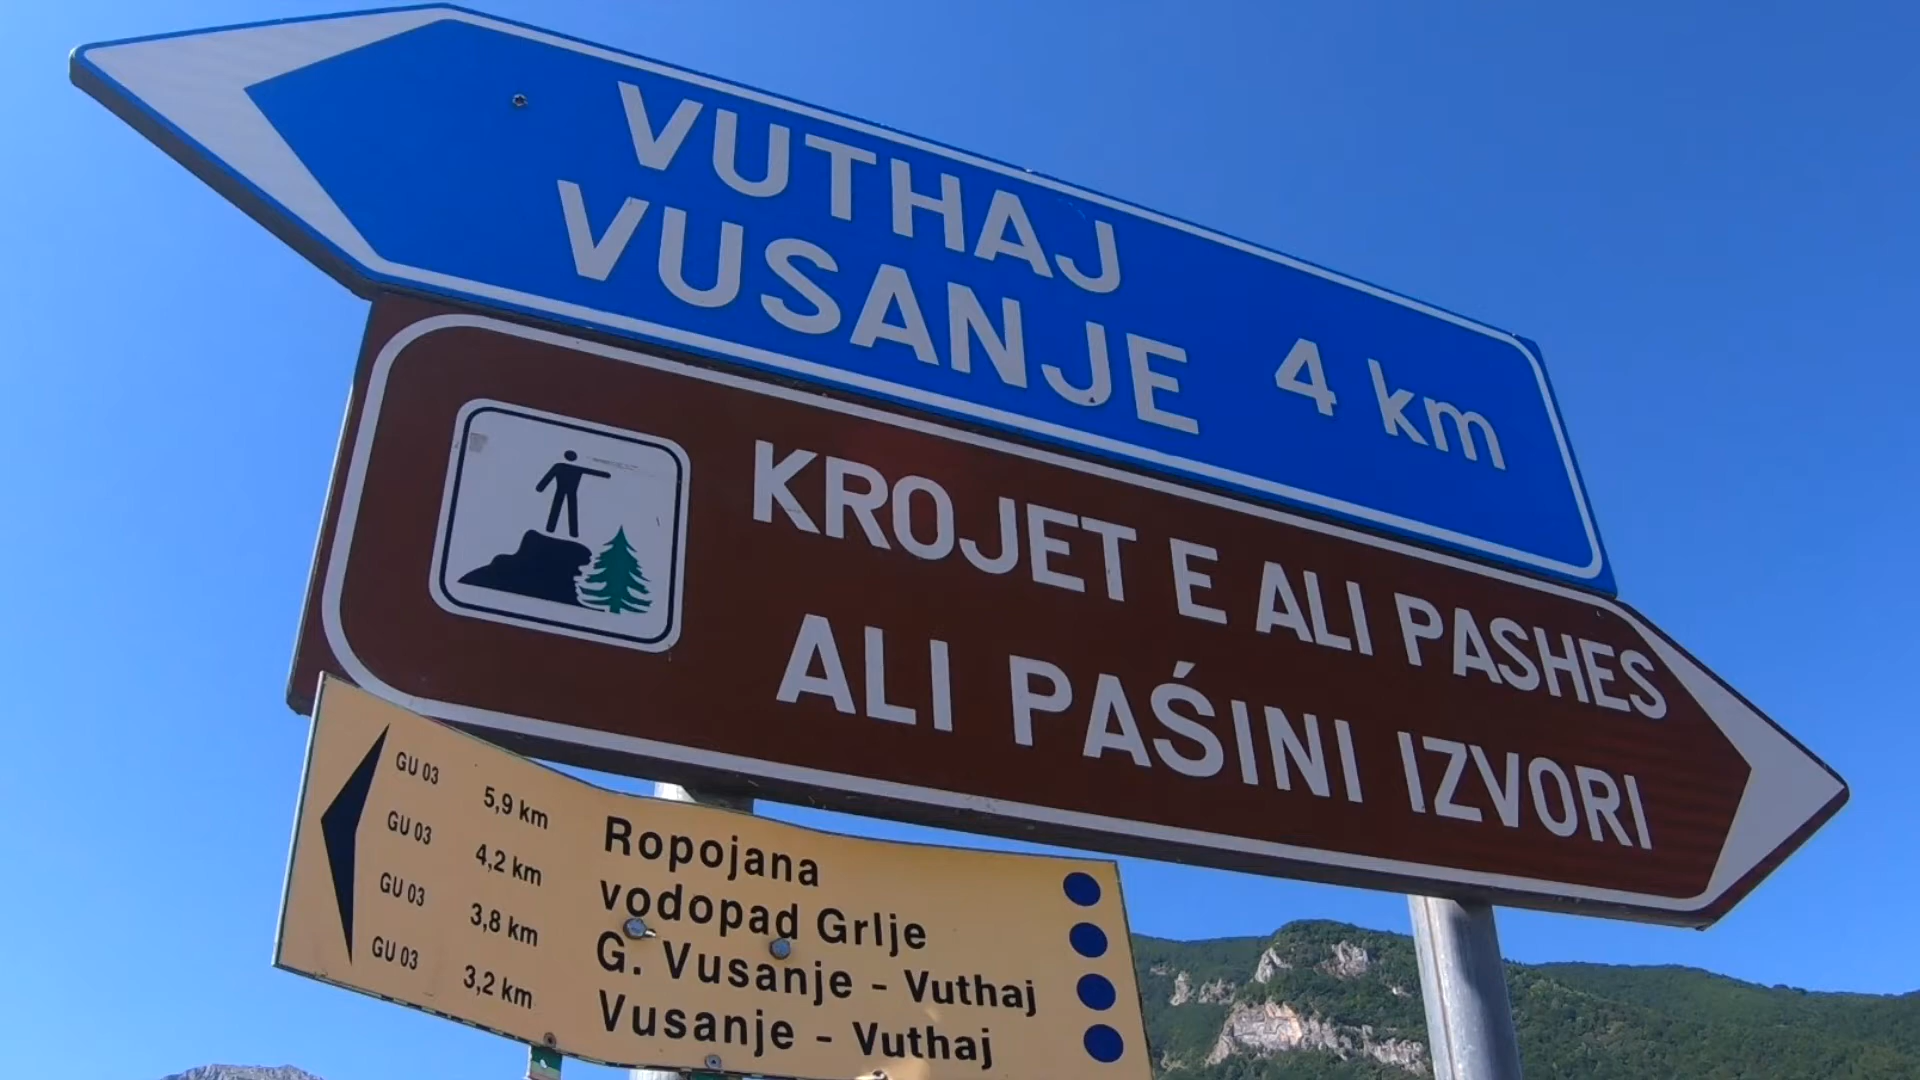 VUTHAJ
VUSANJE 4 km
KROJET E ALI PASHES
ALI PAŚINI IZVORI
GU 03 5,9 km Ropojana
GU 03 4,2 km vodopad Grlje
GU 03 3,8 km G. Vusanje - Vuthaj
GU 03 3,2 km Vusanje - Vuthaj